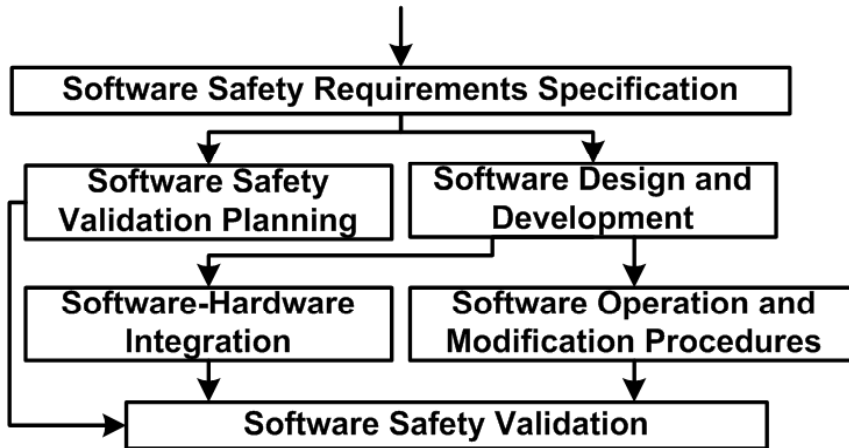 Software Safety Requirements Specification
Software Safety
Validation Planning
Software Design and
Development
Software-Hardware
Integration
Software Operation and
Modification Procedures
Software Safety Validation